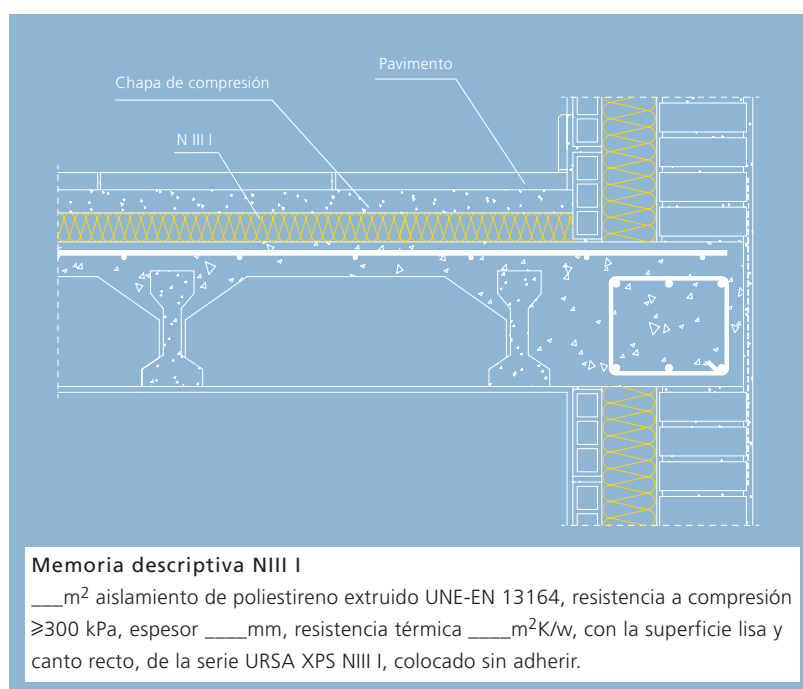 Pavimento
Chapa de compresión
N III I
Memoria descriptiva NIII I
___m² aislamiento de poliestireno extruido UNE-EN 13164, resistencia a compresión
≥300 kPa, espesor ____mm, resistencia térmica ____m²K/w, con la superficie lisa y
canto recto, de la serie URSA XPS NIII I, colocado sin adherir.